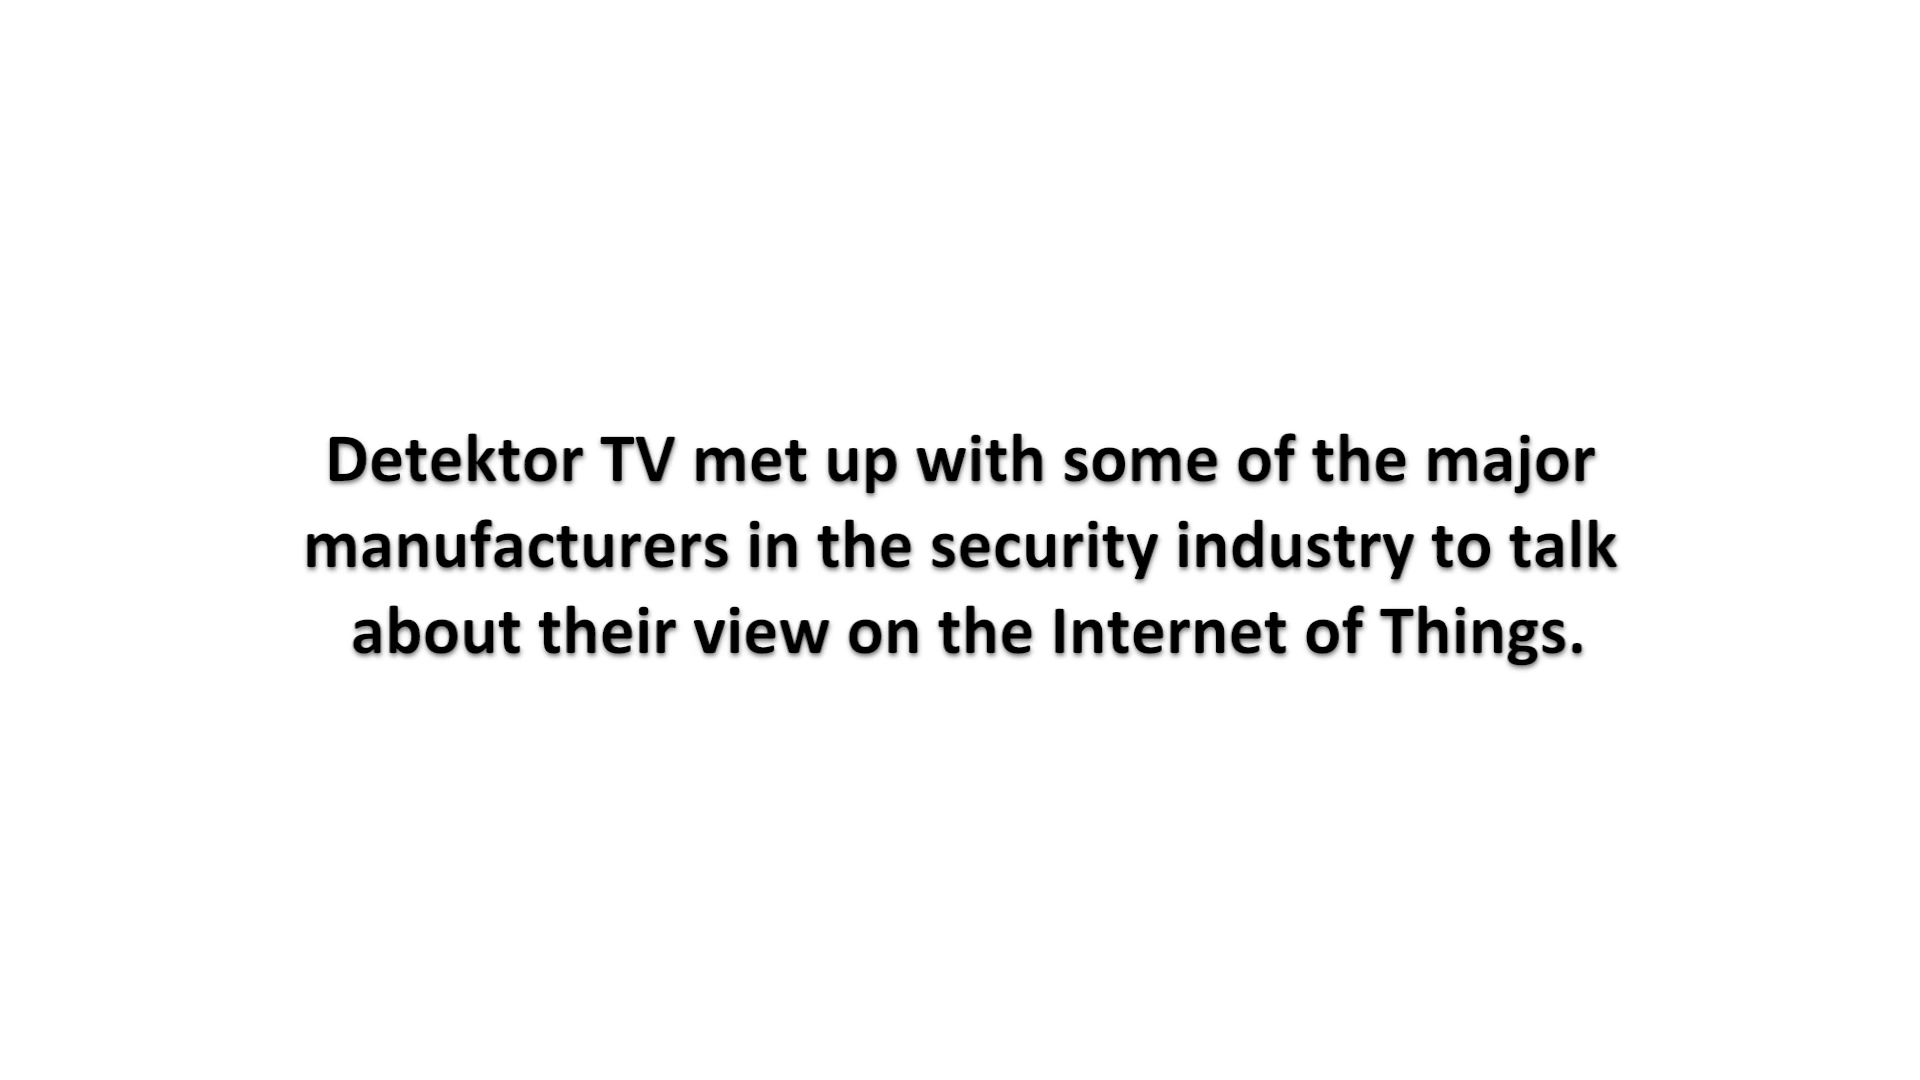 Detektor TV met up with some of the major
manufacturers in the security industry to talk
about their view on the Internet of Things.